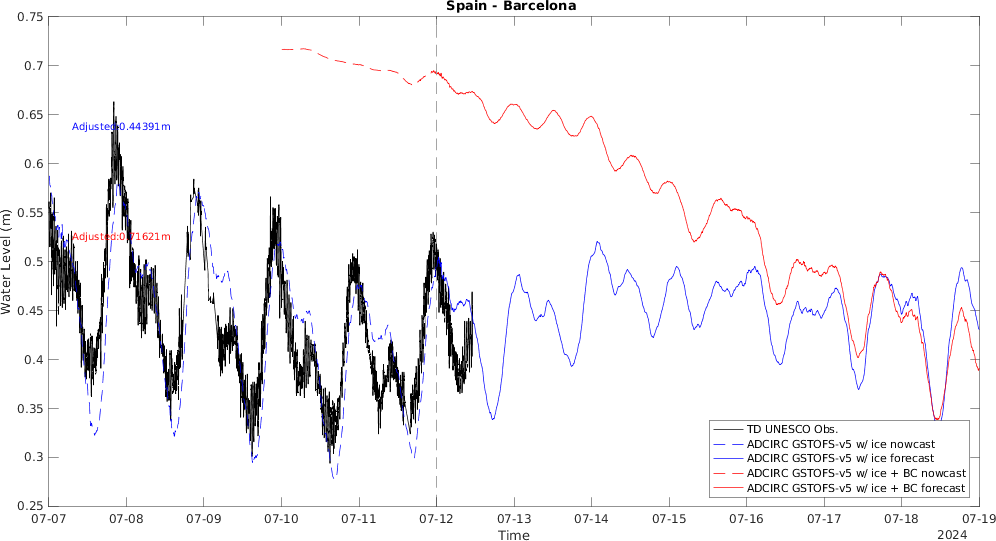 Spain - Barcelona
0.75
0.7
0.65
0.6
0.55
0.5
0.45
0.4
0.35
0.3
0.25
Water Level (m)
Adjusted:0.44391m
Adjusted:0.71621m
TD UNESCO Obs.
ADCIRC GSTOFS-v5 w/ ice nowcast
ADCIRC GSTOFS-v5 w/ ice forecast
ADCIRC GSTOFS-v5 w/ ice + BC nowcast
ADCIRC GSTOFS-v5 w/ ice + BC forecast
07-07 07-08 07-09 07-10 07-11 07-12 07-13 07-14 07-15 07-16 07-17 07-18 07-19
Time
2024